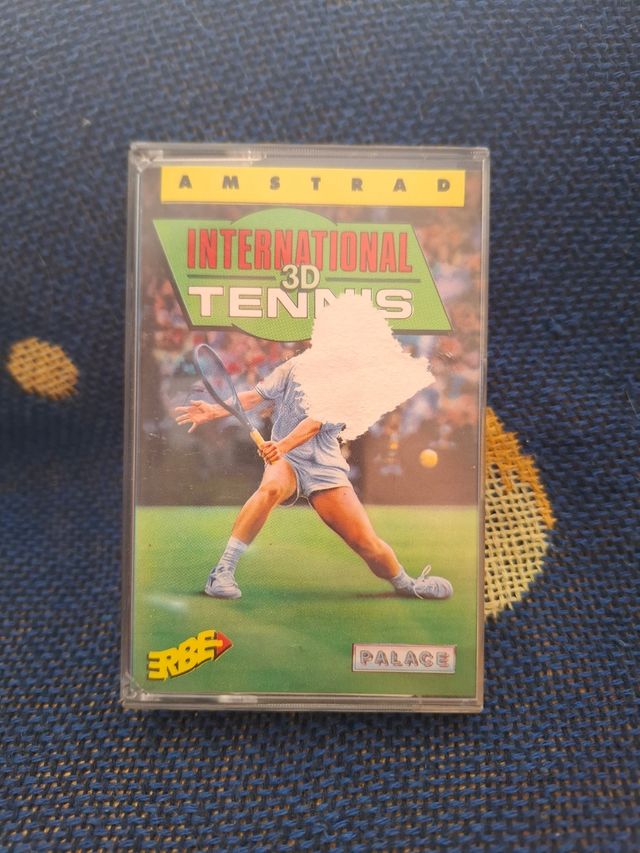 AMSTRAD
INTERNATIONAL
3D
TENNIS
ERBE
PALACE